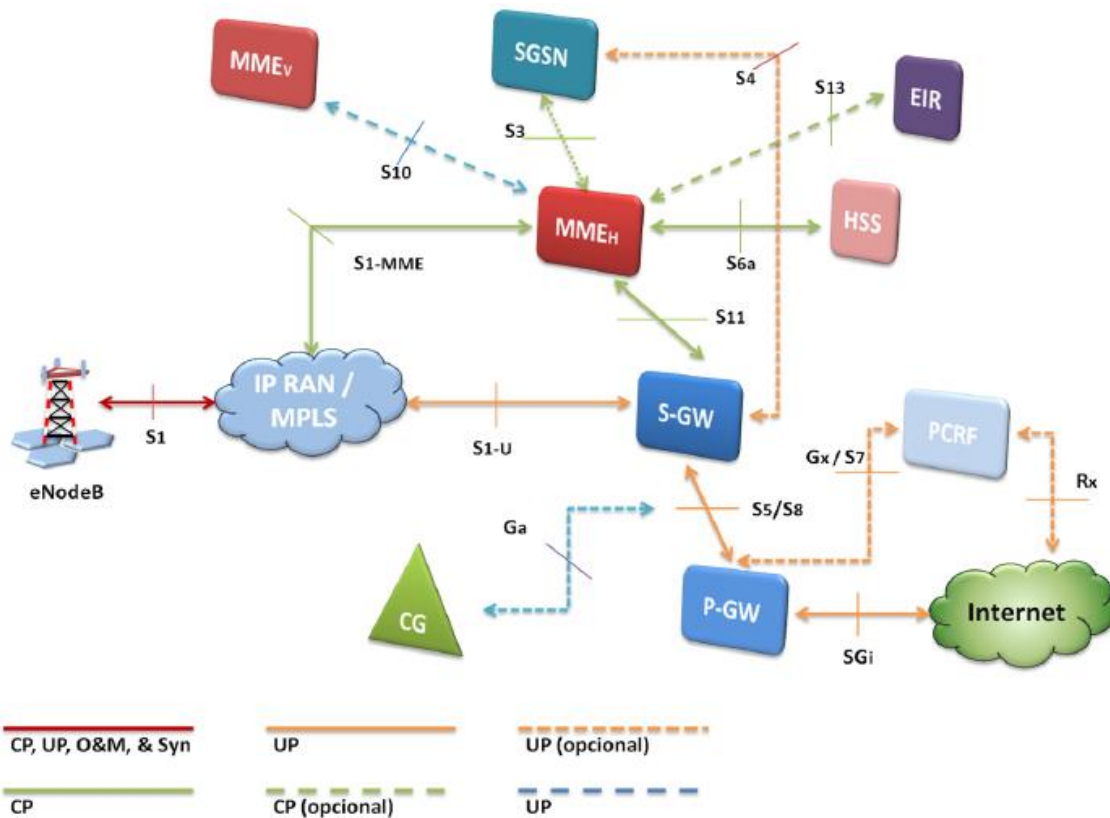 MMEV
SGSN
S4
S13
EIR
S3
S10
MMEH
HSS
S1-MME
S6a
S11
IP RAN /
MPLS
S-GW
PCRF
S1
S1-U
Gx / S7
Rx
eNodeB
Ga
S5/S8
CG
P-GW
Internet
SGi
CP, UP, O&M, & Syn
UP
UP (opcional)
CP
CP (opcional)
UP